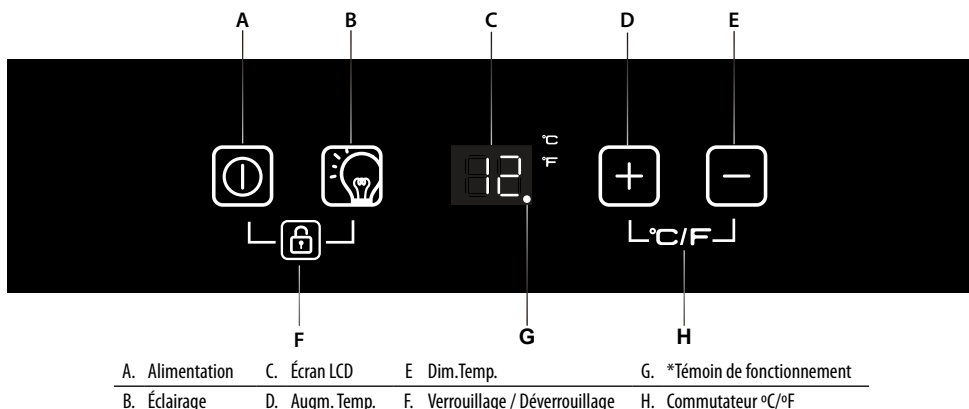 A B C D E
°C
°F
12.
°C/F
F G H
A. Alimentation C. Écran LCD E Dim.Temp. G. *Témoin de fonctionnement
B. Éclairage D. Augm. Temp. F. Verrouillage / Déverrouillage H. Commutateur ºC/ºF